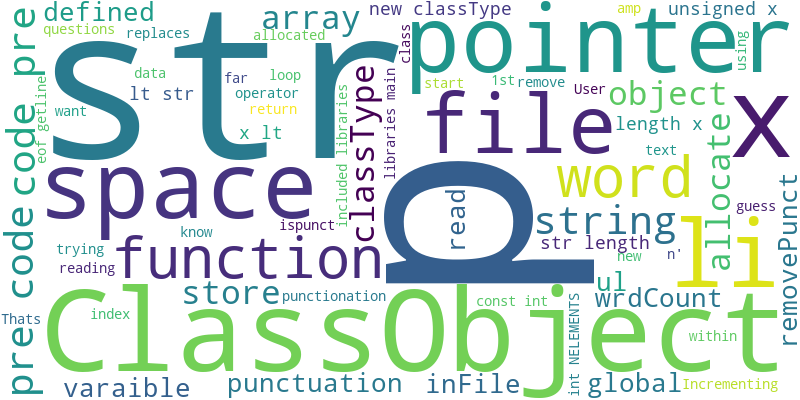 defined
questions
replaces
array
allocated
new classType
amp
unsigned x
class
pointer
using
pre
str
eof getline
data
far
loop
want
lt str
operator
return
start
1st
remove
User
x
code
x lt
included libraries
classType
libraries main
file
object
length x
text
allocate
space
p
read
word
know
ispunct
string
str length
guess
li
n'
new
removePunct
trying
reading
function
code
store
punctuationation
const int
ul
wrdCount
int NELEMENTS
Thats
index
ClassObject
within
pre
varaible
punctuation
inFile
global
Incrementing